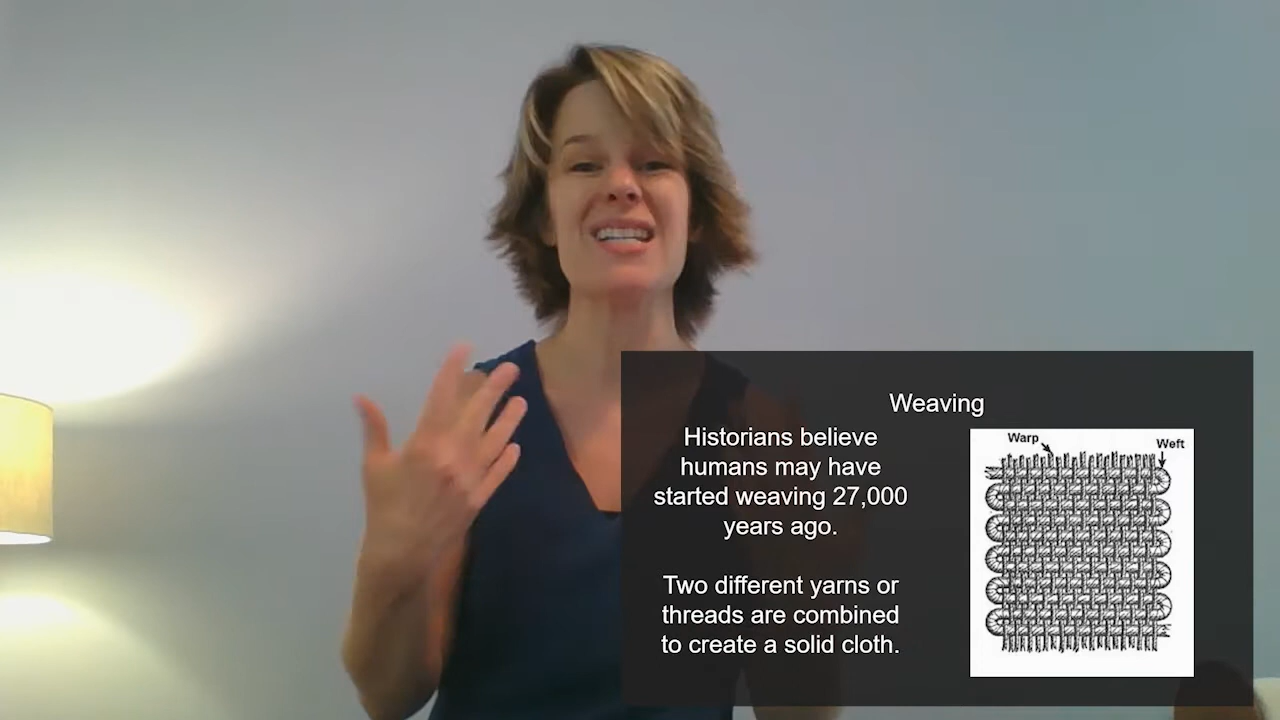 Weaving
Historians believe
humans may have
started weaving 27,000
years ago.
Two different yarns or
threads are combined
to create a solid cloth.
Warp
Weft